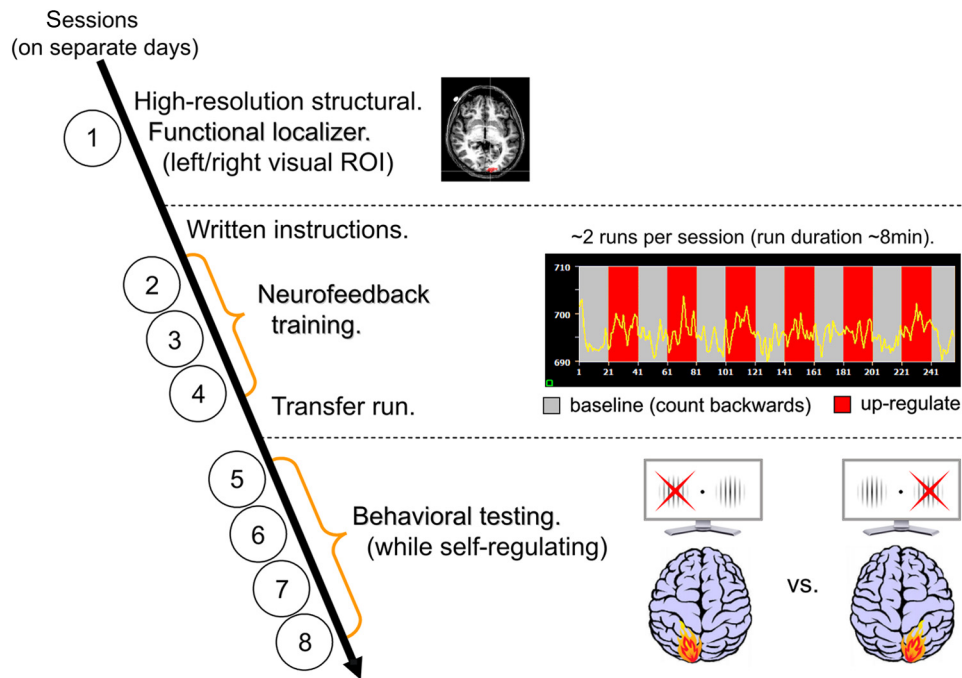 Sessions
(on separate days)
1
High-resolution structural.
Functional localizer.
(left/right visual ROI)
Written instructions.
2
3
4
Neurofeedback
training.
Transfer run.
~2 runs per session (run duration ~8min).
710
700
690
1 21 41 61 81 101 121 141 161 181 201 221 241
baseline (count backwards) up-regulate
5
6
7
8
Behavioral testing.
(while self-regulating)
vs.